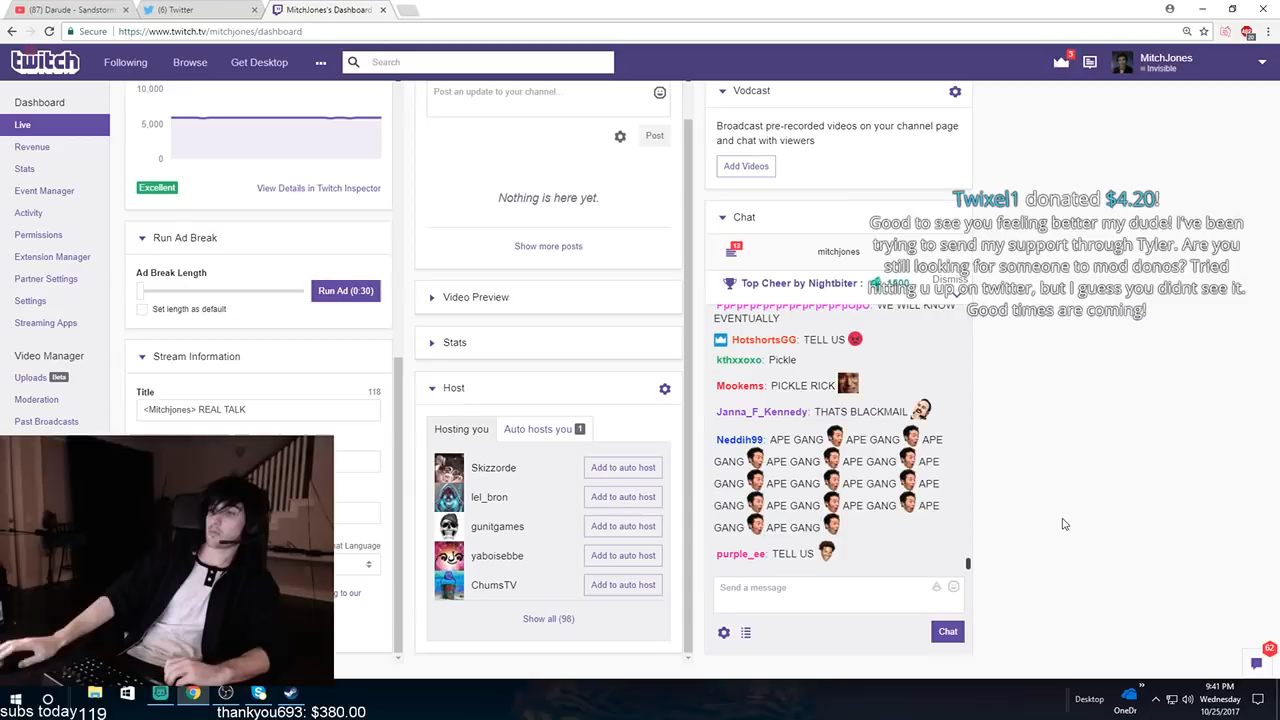 (87) Darude - Sandstorm
(6) Twitter
MitchJones's Dashboard
Secure
https://www.twitch.tv/mitchjones/dashboard
twitch
Following
Browse
Get Desktop
Search
3
MitchJones
Invisible
Dashboard
Live
Revenue
Stats
Event Manager
Activity
Permissions
Extension Manager
Partner Settings
Settings
Streaming Apps
Video Manager
Uploads Beta
Moderation
Past Broadcasts
10,000
5,000
0
Excellent
View Details in Twitch Inspector
Run Ad Break
Ad Break Length
Run Ad (0:30)
Set length as default
Stream Information
Title
118
<Mitchjones> REAL TALK
at Language
g to our
Post an update to your channel...
Post
Nothing is here yet.
Show more posts
Video Preview
Stats
Host
Hosting you
Auto hosts you 1
Skizzorde
Add to auto host
lel_bron
Add to auto host
gunitgames
Add to auto host
yaboisebbe
Add to auto host
ChumsTV
Add to auto host
Show all (98)
Vodcast
Broadcast pre-recorded videos on your channel page
and chat with viewers
Add Videos
Twixel1 donated $4.20!
Good to see you feeling better my dude! I've been
trying to send my support through Tyler. Are you
still looking for someone to mod donos? Tried
hitting u up on twitter, but I guess you didnt see it.
Good times are coming!
Chat
13
mitchjones
Top Cheer by Nightbiter :
Dismiss
WE WILL KNOW
EVENTUALLY
HotshortsGG: TELL US
kthxxoxo: Pickle
Mookems: PICKLE RICK
Janna_F_Kennedy: THATS BLACKMAIL
Neddih99: APE GANG APE GANG APE
GANG APE GANG APE GANG APE
GANG APE GANG APE GANG APE
GANG APE GANG APE GANG APE
GANG APE GANG
purple_ee: TELL US
Send a message
Chat
62
subs today 119
thankyou693: $380.00
Desktop
OneDr
9:41 PM
Wednesday
10/25/2017